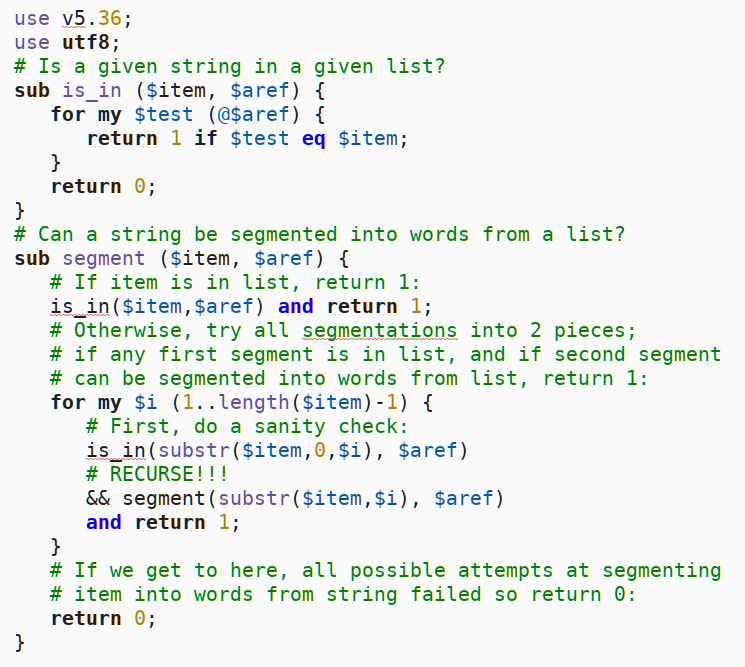 use v5.36;
use utf8;
# Is a given string in a given list?
sub is_in ($item, $aref) {
   for my $test (@$aref) {
      return 1 if $test eq $item;
   }
   return 0;
}
# Can a string be segmented into words from a list?
sub segment ($item, $aref) {
   # If item is in list, return 1:
   is_in($item,$aref) and return 1;
   # Otherwise, try all segmentations into 2 pieces;
   # if any first segment is in list, and if second segment
   # can be segmented into words from list, return 1:
   for my $i (1..length($item)-1) {
      # First, do a sanity check:
      is_in(substr($item,0,$i), $aref)
      # RECURSE!!!
      && segment(substr($item,$i), $aref)
      and return 1;
   }
   # If we get to here, all possible attempts at segmenting
   # item into words from string failed so return 0:
   return 0;
}